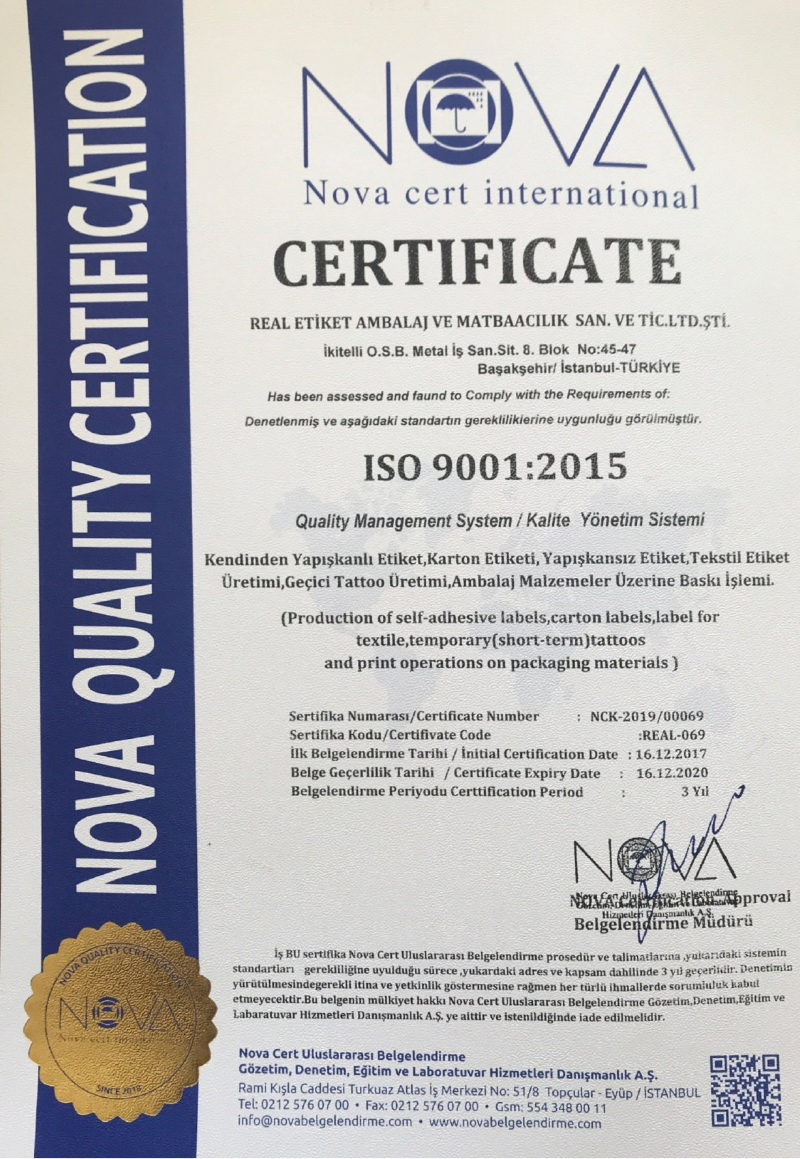 NOVA QUALITY CERTIFICATION
NOVA
Nova cert international
CERTIFICATE
REAL ETİKET AMBALAJ VE MATBAACILIK SAN. VE TİC.LTD.ŞTİ.
İkitelli O.S.B. Metal İş San.Sit. 8. Blok No:45-47
Başakşehir/ İstanbul-TÜRKİYE
Has been assessed and faund to Comply with the Requirements of:
Denetlenmiş ve aşağıdaki standartın gerekliliklerine uygunluğu görülmüştür.
ISO 9001:2015
Quality Management System / Kalite Yönetim Sistemi
Kendinden Yapışkanlı Etiket,Karton Etiketi, Yapışkansız Etiket,Tekstil Etiket
Üretimi,Geçici Tattoo Üretimi,Ambalaj Malzemeler Üzerine Baskı İşlemi.
(Production of self-adhesive labels,carton labels,label for
textile,temporary(short-term)tattoos
and print operations on packaging materials )
Sertifika Numarası/Certificate Number : NCK-2019/00069
Sertifika Kodu/Certifivate Code :REAL-069
İlk Belgelendirme Tarihi / İnitial Certification Date : 16.12.2017
Belge Geçerlilik Tarihi / Certificate Expiry Date : 16.12.2020
Belgelendirme Periyodu Certtification Period : 3 Yıl
NOVA
NOVA Certification Approval
Belgelendirme Müdürü
İş BU sertifika Nova Cert Uluslararası Belgelendirme prosedür ve talimatlarına ,yukarıdaki sistemin
standartları gerekliliğine uyulduğu sürece ,yukardaki adres ve kapsam dahilinde 3 yıl geçerlidir. Denetimin
yürütülmesindegerekli itina ve yetkinlik göstermesine rağmen her türlü ihmallerde sorumluluk kabul
etmeyecektir.Bu belgenin mülkiyet hakkı Nova Cert Uluslararası Belgelendirme Gözetim,Denetim,Eğitim ve
Labaratuvar Hizmetleri Danışmanlık A.Ş. ye aittir ve istenildiğinde iade edilmelidir.
NOVA QUALITY CERTIFICATION
NOVA
Nova cert international
SINCE 2016
Nova Cert Uluslararası Belgelendirme
Gözetim, Denetim, Eğitim ve Laboratuvar Hizmetleri Danışmanlık A.Ş.
Rami Kışla Caddesi Turkuaz Atlas İş Merkezi No: 51/8 Topçular - Eyüp / İSTANBUL
Tel: 0212 576 07 00 • Fax: 0212 576 07 00 • Gsm: 554 348 00 11
info@novabelgelendirme.com • www.novabelgelendirme.com